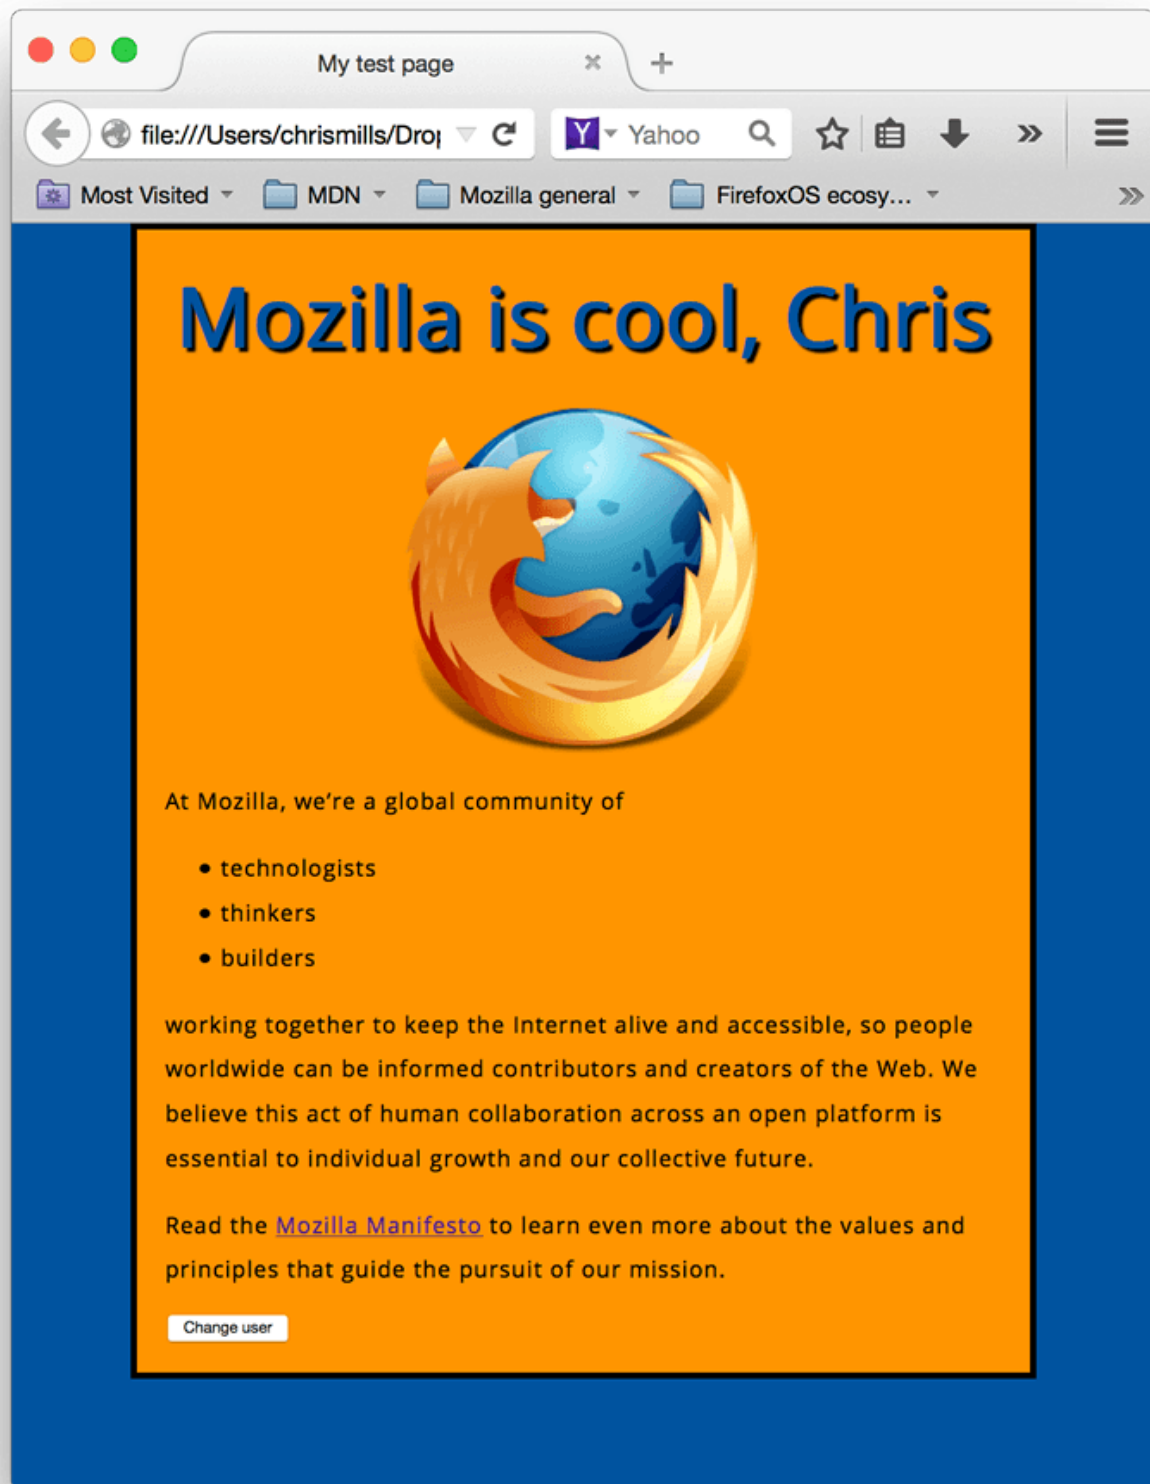 My test page
file:///Users/chrismills/Dro
Yahoo
Most Visited
MDN
Mozilla general
FirefoxOS ecosy...
Mozilla is cool, Chris
At Mozilla, we’re a global community of
• technologists
• thinkers
• builders
working together to keep the Internet alive and accessible, so people
worldwide can be informed contributors and creators of the Web. We
believe this act of human collaboration across an open platform is
essential to individual growth and our collective future.
Read the Mozilla Manifesto to learn even more about the values and
principles that guide the pursuit of our mission.
Change user